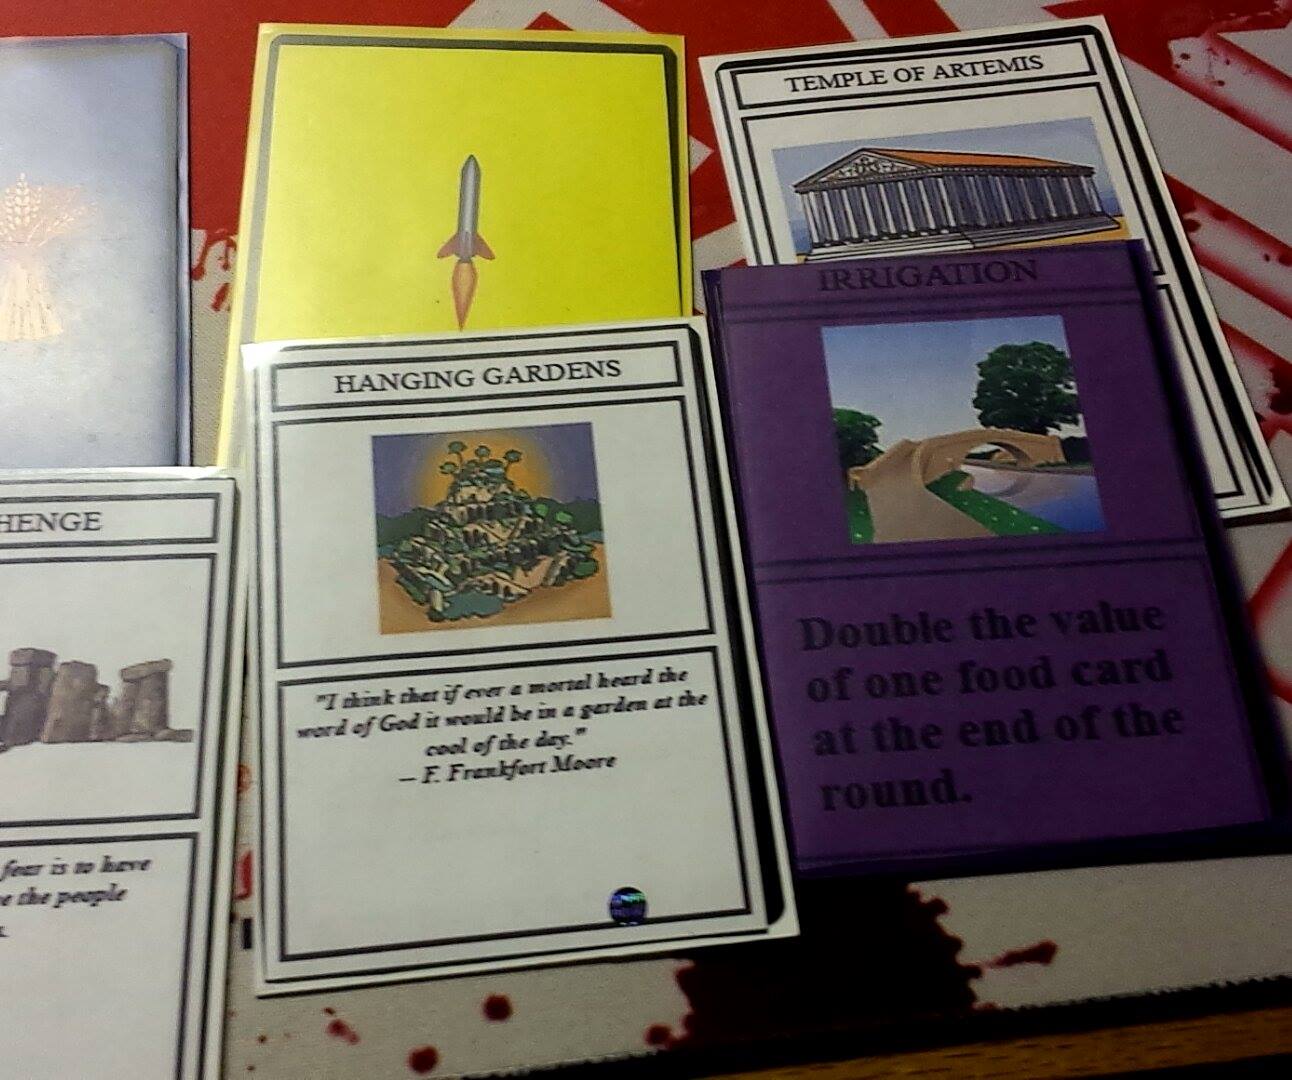 TEMPLE OF ARTEMIS
IRRIGATION
HANGING GARDENS
HENGE
Double the value
of one food card
at the end of the
round.
"I think that if ever a mortal heard the
word of God it would be in a garden at the
cool of the day."
– F. Frankfort Moore
fear is to have
the people